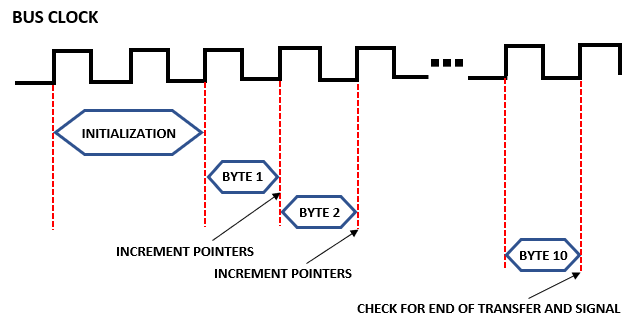 BUS CLOCK
INITIALIZATION
BYTE 1
BYTE 2
INCREMENT POINTERS
INCREMENT POINTERS
BYTE 10
CHECK FOR END OF TRANSFER AND SIGNAL